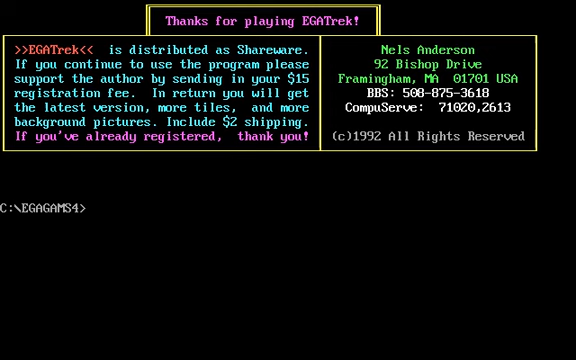 Thanks for playing EGATrek!
>>EGATrek<< is distributed as Shareware.
If you continue to use the program please
support the author by sending in your $15
registration fee. In return you will get
the latest version, more tiles, and more
background pictures. Include $2 shipping.
If you've already registered, thank you!
Nels Anderson
92 Bishop Drive
Framingham, MA 01701 USA
BBS: 508-875-3618
CompuServe: 71020,2613
(c)1992 All Rights Reserved
C:\EGAGAMS4>